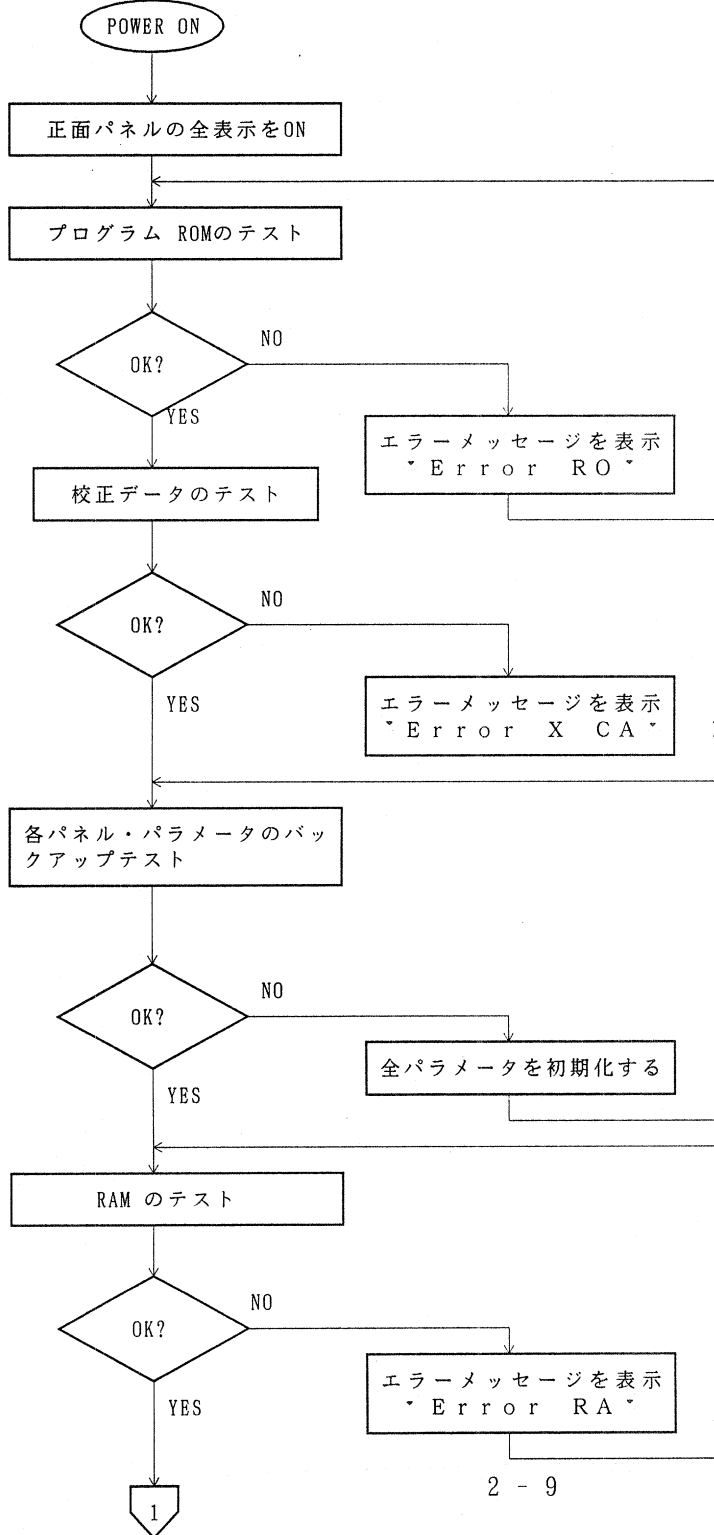 POWER ON
正面パネルの全表示をON
プログラム ROMのテスト
OK?
NO
YES
エラーメッセージを表示
"Error RO"
校正データのテスト
OK?
NO
YES
エラーメッセージを表示
"Error X CA"
各パネル・パラメータのバッ
クアップテスト
OK?
NO
YES
全パラメータを初期化する
RAM のテスト
OK?
NO
YES
エラーメッセージを表示
"Error RA"
1
2 - 9